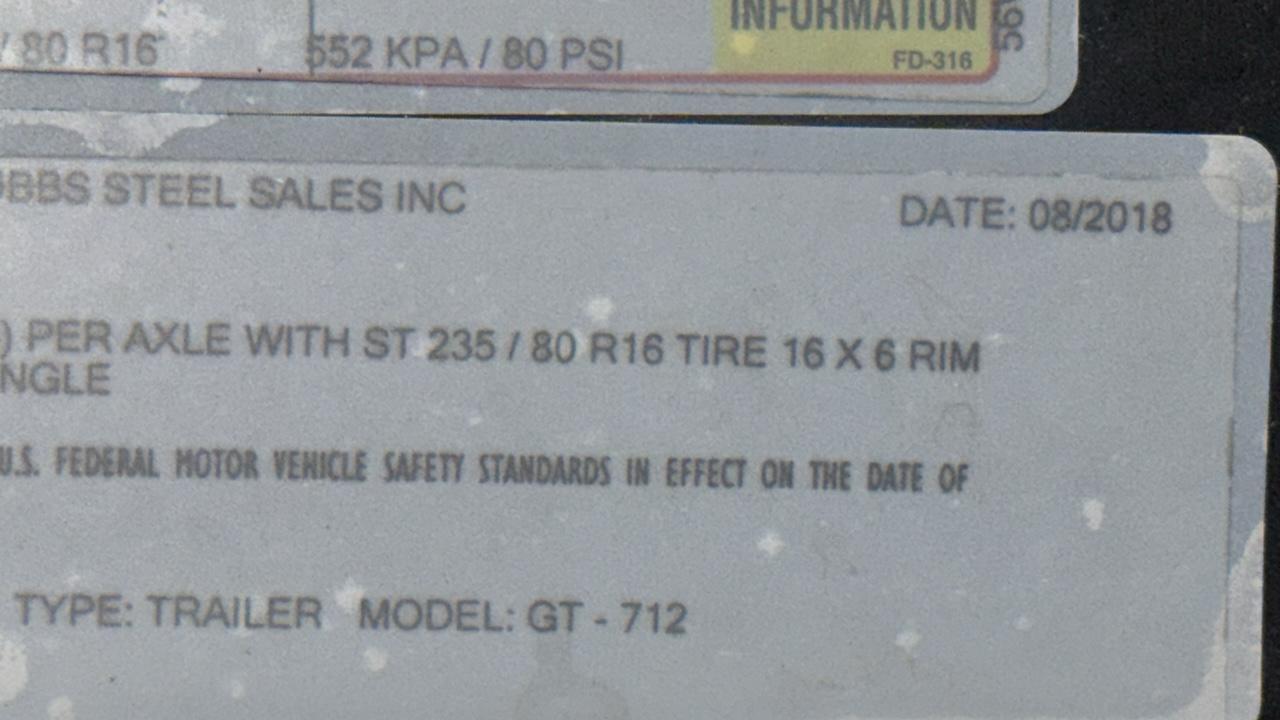 INFORMATION
/ 80 R16
552 KPA / 80 PSI
FD-316
STEEL SALES INC
DATE: 08/2018
) PER AXLE WITH ST 235 / 80 R16 TIRE 16 X 6 RIM
U.S. FEDERAL MOTOR VEHICLE SAFETY STANDARDS IN EFFECT ON THE DATE OF
TYPE: TRAILER MODEL: GT - 712